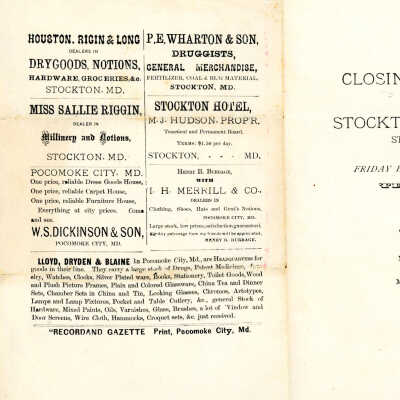 HOUSTON, RIGIN & LONG
DEALERS IN
DRYGOODS, NOTIONS,
HARDWARE, GROCERIES, &c.
STOCKTON, MD.
MISS SALLIE RIGGIN,
DEALER IN
Millinery and Notions,
STOCKTON, MD.
POCOMOKE CITY, MD.
One price, reliable Dress Goods House,
One price, reliable Carpet House,
One price, reliable Furniture House,
Everything at city prices. Come
and see.
W. S. DICKINSON & SON,
POCOMOKE CITY, MD.
P. E. WHARTON & SON,
DRUGGISTS,
GENERAL MERCHANDISE,
FERTILIZER, COAL & MATERIAL,
STOCKTON, MD.
STOCKTON HOTEL,
M. J. HUDSON, PROP'R,
Transient and Permanent Board.
TERMS: $1.50 per day.
STOCKTON, - - - MD.
HENRY D. BURBAGE,
WITH
H. MERRILL & CO.
DEALERS IN
Clothing, Shoes, Hats and Gent's Notions,
POCOMOKE CITY, MD.
Large stock, low prices, satisfaction guaranteed,
patronage from my friends will be appreciated,
HENRY D. BURBAGE.
LLOYD, DRYDEN & BLAINE In Pocomoke City, Md., are HEADQUARTERS for
goods in their line. They carry a large stock of Drugs, Patent Medicines,
Watches, Clocks, Silver Plated ware, Books, Stationery, Toilet Goods, Wood
and Plush Picture Frames, Plain and Colored Glassware, China Tea and Dinner
Sets, Chamber Sets in China and Tin, Looking Glasses, Chromos, Artotypes,
Lamps and Lamp Fixtures, Pocket and Table Cutlery, &c., general Stock of
Hardware, Mixed Paints, Oils, Varnishes, Glass, Brushes, a lot of Window and
Door Screens, Wire Cloth, Hammocks, Croquet sets, &c. just received.
"RECORD AND GAZETTE Print, Pocomoke City, Md.
CLOSIN
STOCKT
ST
FRIDAY